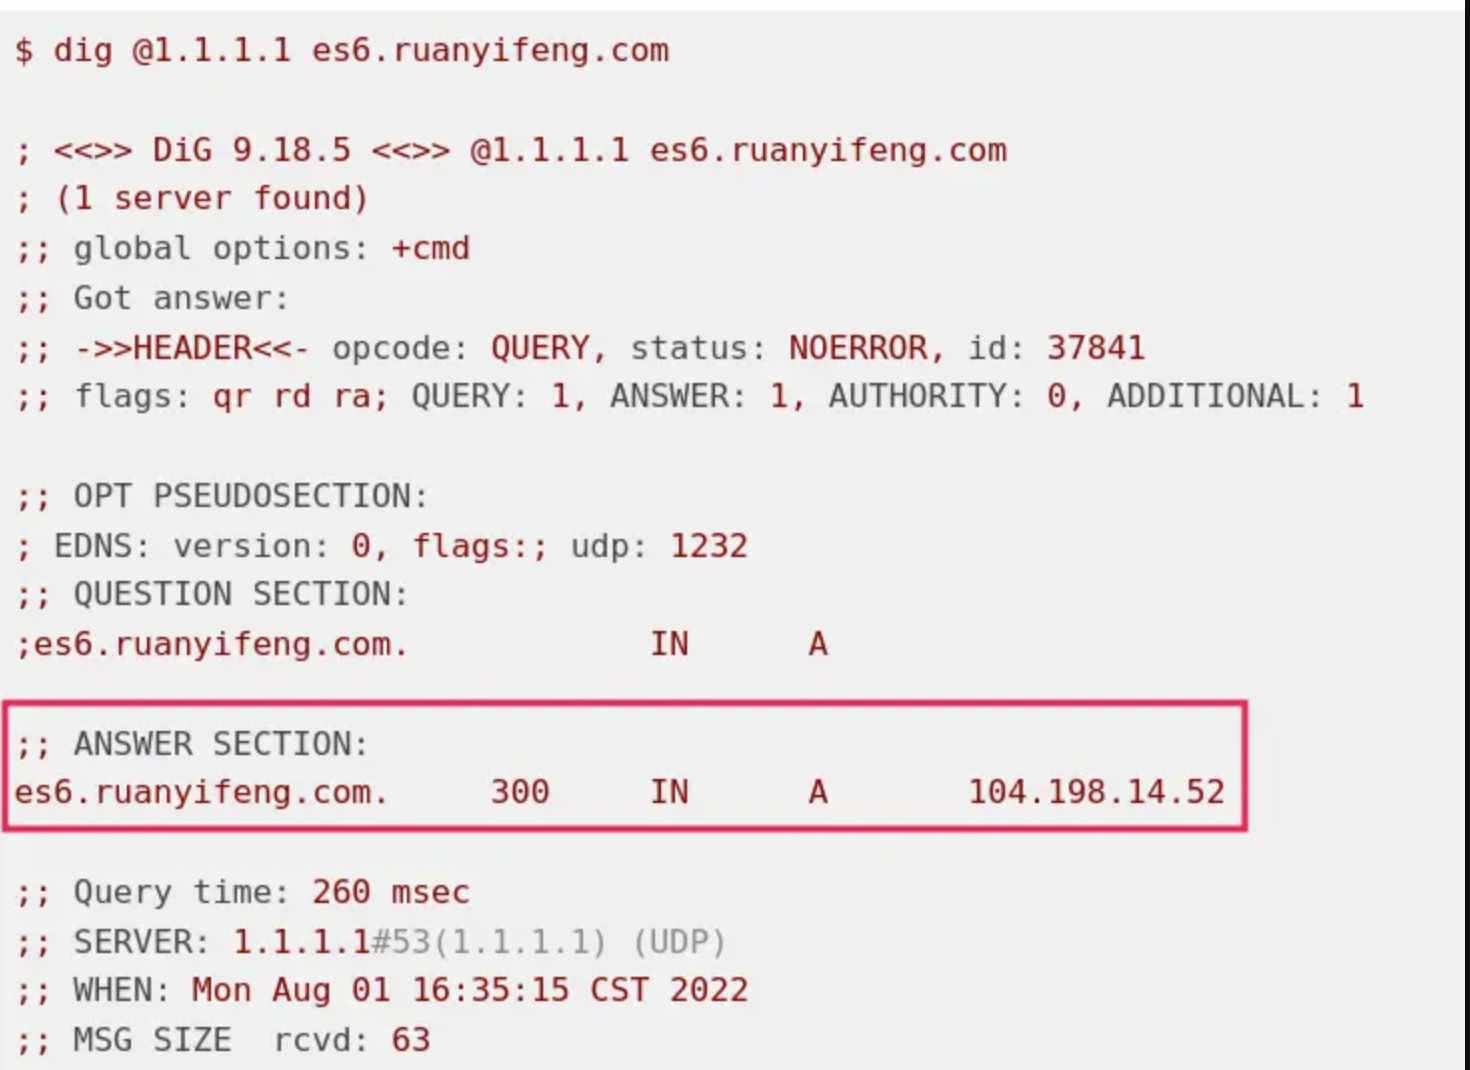 $ dig @1.1.1.1 es6.ruanyifeng.com
; <<>> DiG 9.18.5 <<>> @1.1.1.1 es6.ruanyifeng.com
; (1 server found)
;; global options: +cmd
;; Got answer:
;; ->>HEADER<<- opcode: QUERY, status: NOERROR, id: 37841
;; flags: qr rd ra; QUERY: 1, ANSWER: 1, AUTHORITY: 0, ADDITIONAL: 1
;; OPT PSEUDOSECTION:
; EDNS: version: 0, flags:; udp: 1232
;; QUESTION SECTION:
;es6.ruanyifeng.com. IN A
;; ANSWER SECTION:
es6.ruanyifeng.com. 300 IN A 104.198.14.52
;; Query time: 260 msec
;; SERVER: 1.1.1.1#53(1.1.1.1) (UDP)
;; WHEN: Mon Aug 01 16:35:15 CST 2022
;; MSG SIZE  rcvd: 63